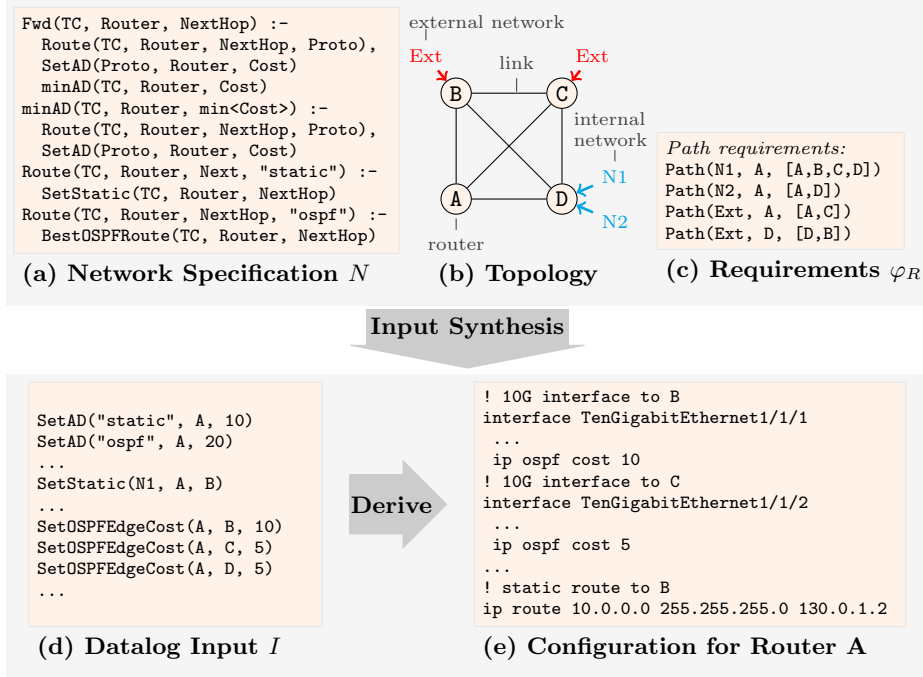 Fwd(TC, Router, NextHop) :-
Route(TC, Router, NextHop, Proto),
SetAD(Proto, Router, Cost)
minAD(TC, Router, Cost)
minAD(TC, Router, min<Cost>) :-
Route(TC, Router, NextHop, Proto),
SetAD(Proto, Router, Cost)
Route(TC, Router, Next, "static") :-
SetStatic(TC, Router, NextHop)
Route(TC, Router, NextHop, "ospf") :-
BestOSPFRoute(TC, Router, NextHop)
(a) Network Specification N
external network
Ext
link
Ext
B
C
internal
network
N1
A
D
N2
router
(b) Topology
Path requirements:
Path(N1, A, [A,B,C,D])
Path(N2, A, [A,D])
Path(Ext, A, [A,C])
Path(Ext, D, [D,B])
(c) Requirements φR
Input Synthesis
SetAD("static", A, 10)
SetAD("ospf", A, 20)
...
SetStatic(N1, A, B)
...
SetOSPFEdgeCost(A, B, 10)
SetOSPFEdgeCost(A, C, 5)
SetOSPFEdgeCost(A, D, 5)
...
(d) Datalog Input I
Derive
! 10G interface to B
interface TenGigabitEthernet1/1/1
...
ip ospf cost 10
! 10G interface to C
interface TenGigabitEthernet1/1/2
...
ip ospf cost 5
...
! static route to B
ip route 10.0.0.0 255.255.255.0 130.0.1.2
(e) Configuration for Router A